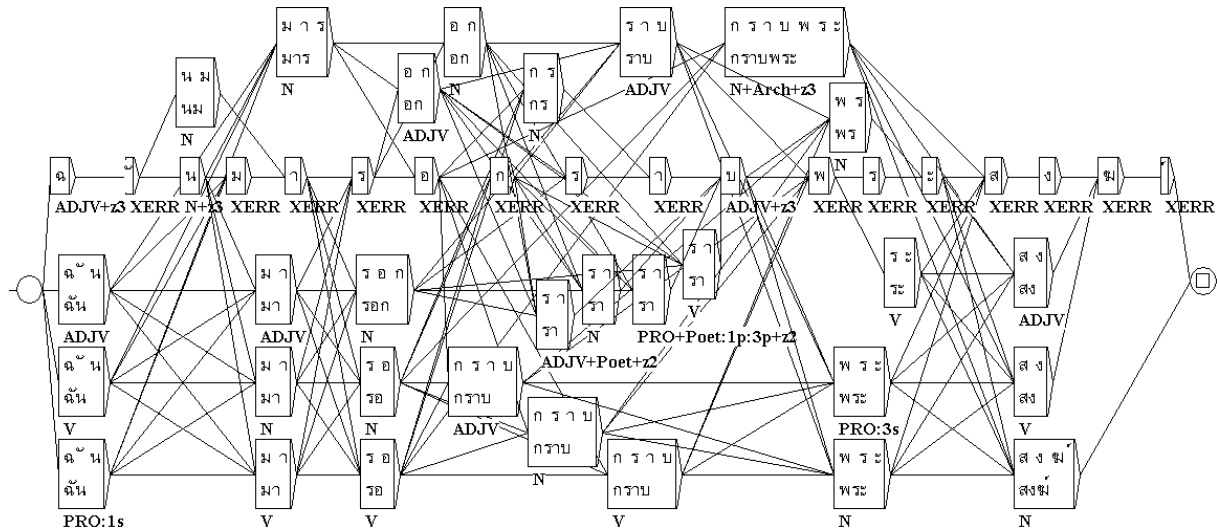 ม า ร
มาร
N
อ ก
อก
N
ร า บ
ราบ
ADJV
ก ร า บ พ ร ะ
กราบพระ
N+Arch+z3
น ม
นม
N
อ ก
อก
ADJV
ก ร
กร
N
พ ร
พร
N
ฉ
ADJV+z3
ั
XERR
น
N+z3
ม
XERR
า
XERR
ร
XERR
อ
XERR
ก
XERR
ร
XERR
า
XERR
บ
ADJV+z3
พ
XERR
ร
XERR
ะ
XERR
ส
XERR
ง
XERR
ฆ
XERR
์
XERR
ฉ ั น
ฉัน
ADJV
ม า
มา
ADJV
ร อ ก
รอก
N
ร า
รา
ADJV+Poet+z2
ร า
รา
N
ร า
รา
PRO+Poet:1p:3p+z2
ร า
รา
V
ร ะ
ระ
V
ส ง
สง
ADJV
ฉ ั น
ฉัน
V
ม า
มา
N
ร อ
รอ
N
ก ร า บ
กราบ
ADJV
พ ร ะ
พระ
PRO:3s
ส ง
สง
V
ก ร า บ
กราบ
N
ฉ ั น
ฉัน
PRO:1s
ม า
มา
V
ร อ
รอ
V
ก ร า บ
กราบ
V
พ ร ะ
พระ
N
ส ง ฆ ์
สงฆ์
N